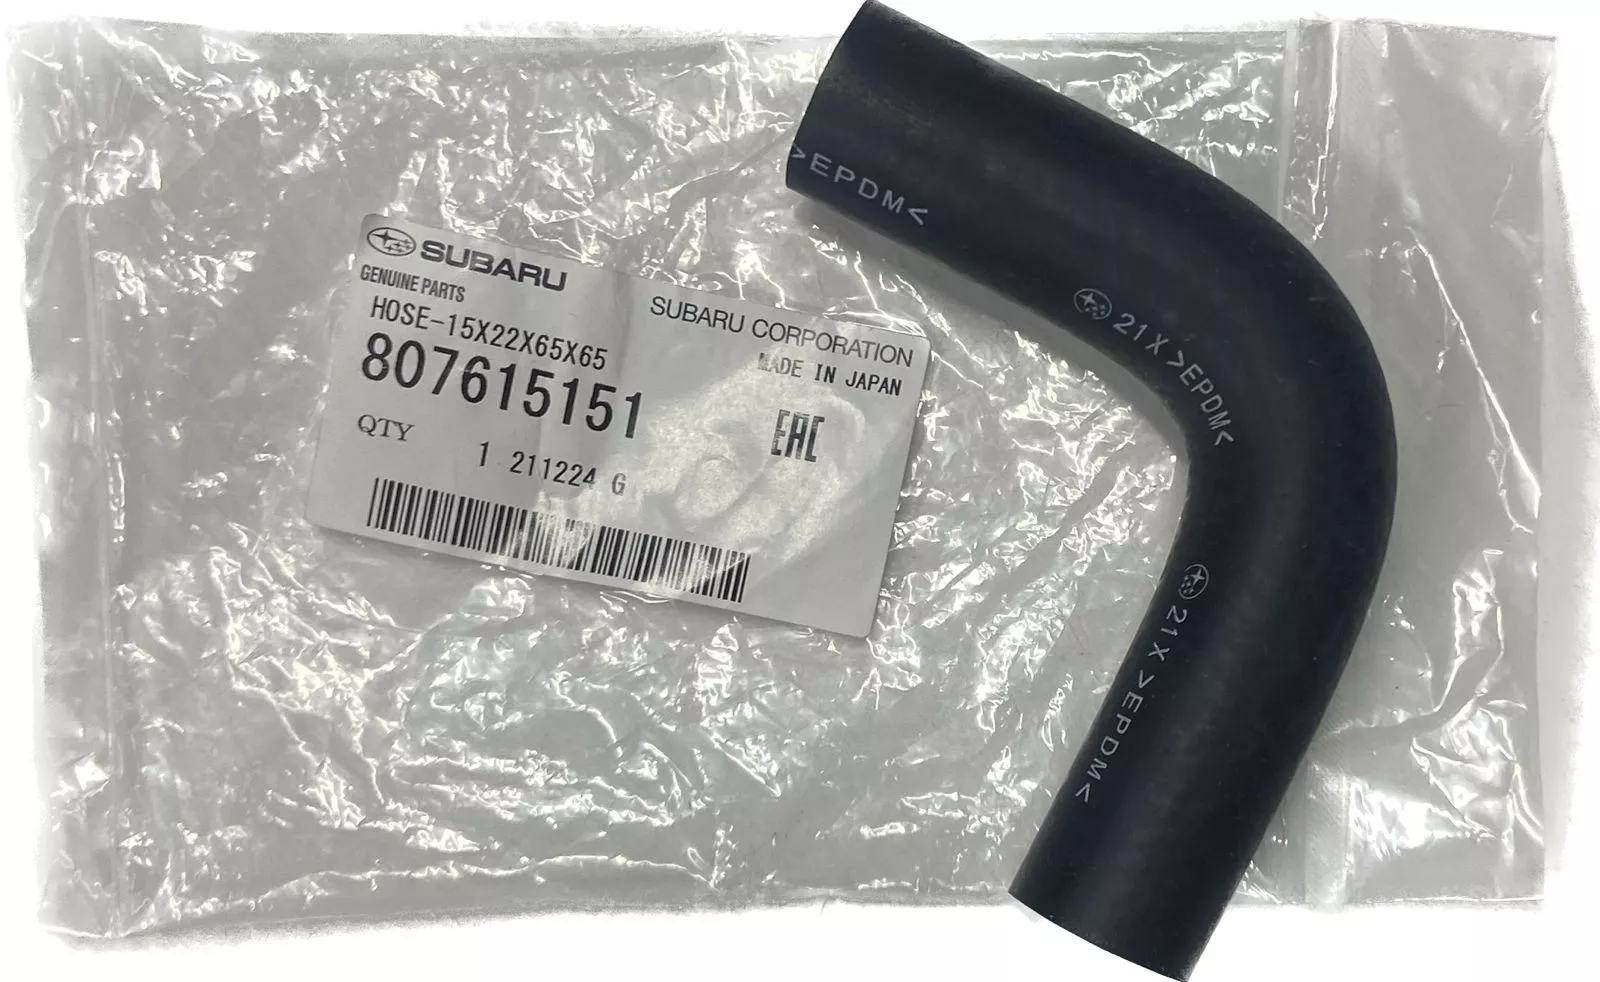 SUBARU
GENUINE PARTS
HOSE-15X22X65X65
807615151
QTY
1 211224 G
SUBARU CORPORATION
MADE IN JAPAN
EAC
>EPDM<
21X >EPDM<
21X >EPDM<